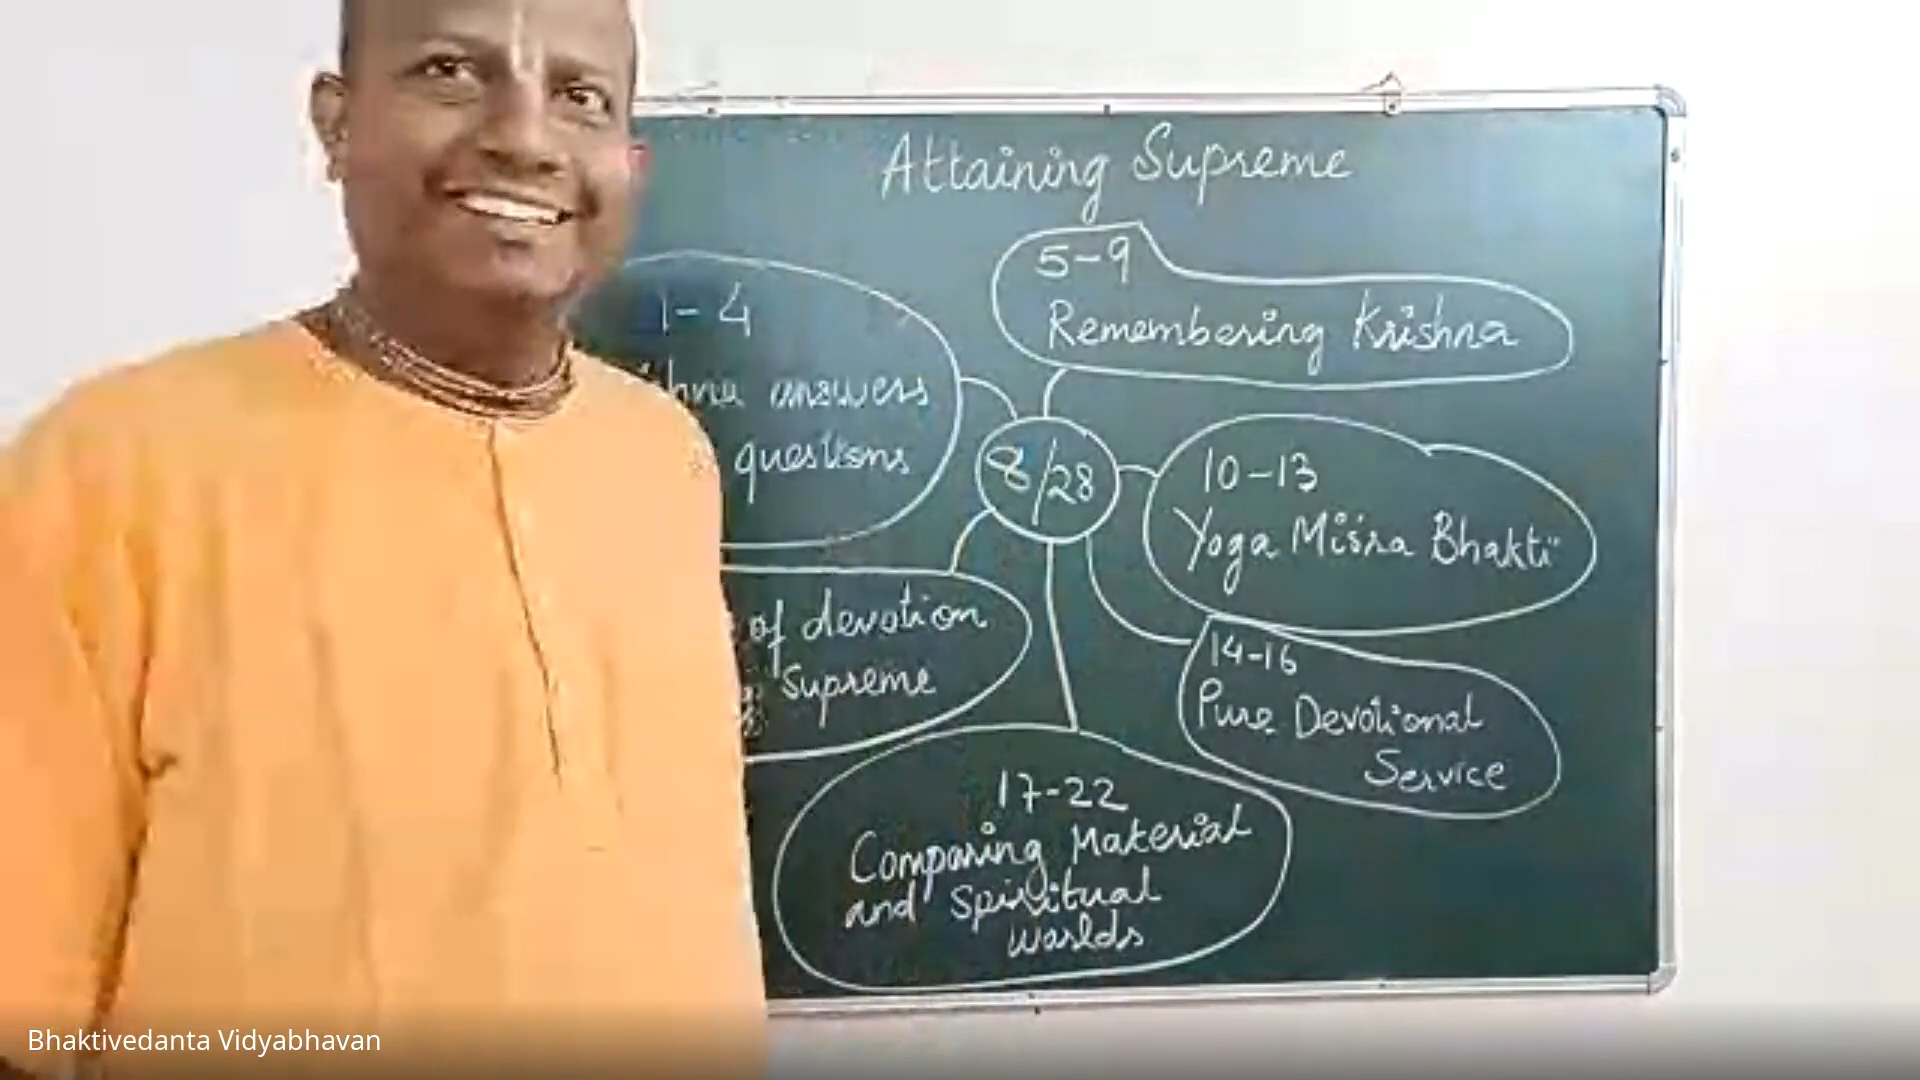 Attaining Supreme
1-4
answers
questions
5-9
Remembering Krishna
8/28
10-13
Yoga Miśra Bhakti
14-16
Pure Devotional
Service
of devotion
Supreme
17-22
Comparing Material
and Spiritual
Worlds
Bhaktivedanta Vidyabhavan